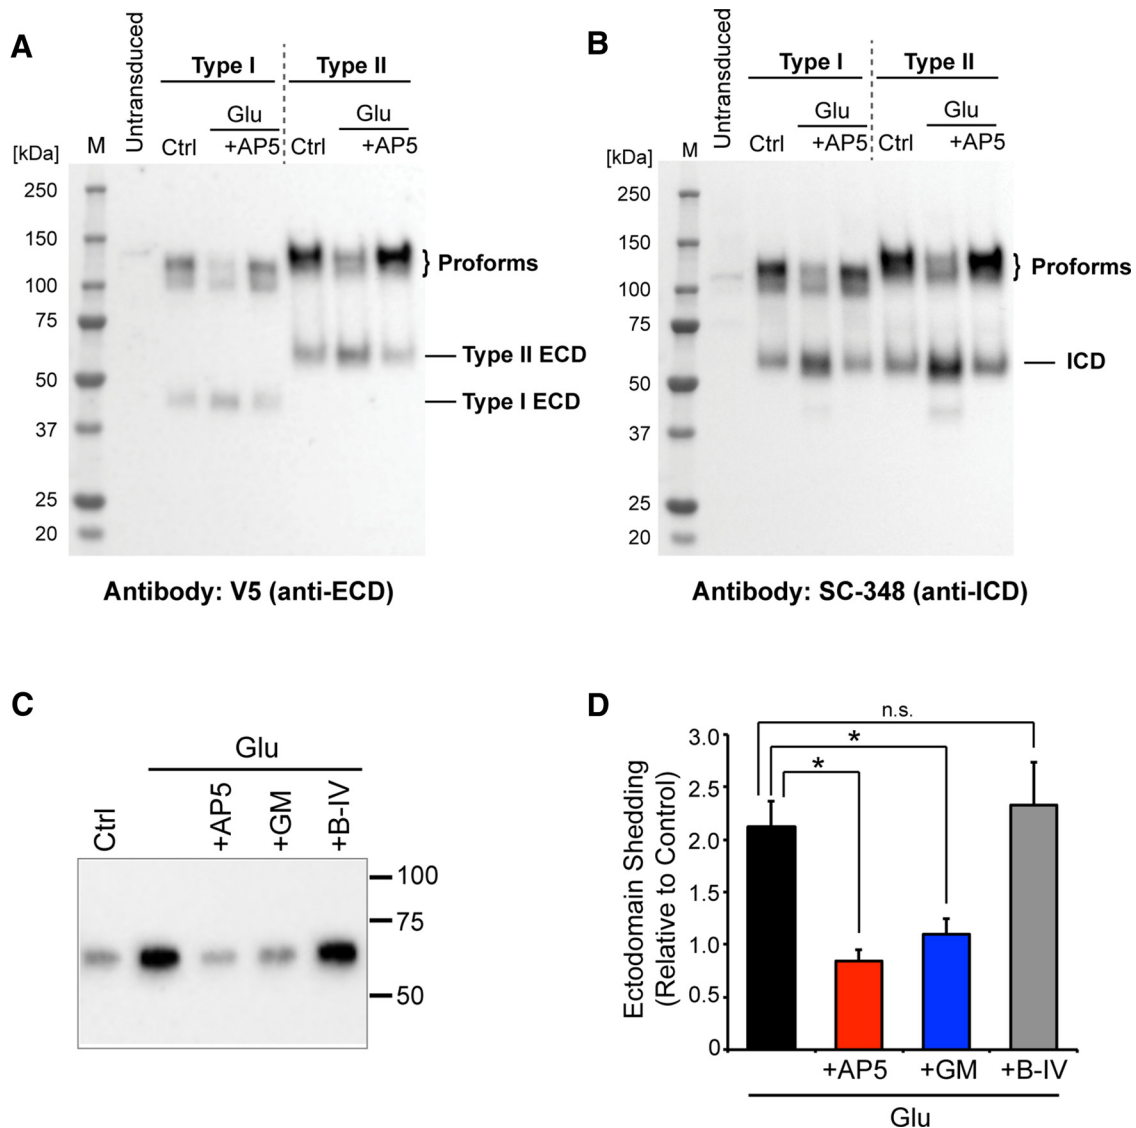 A
Untransduced
Type I
Type II
Glu
Glu
[kDa]
M
Ctrl
+AP5
Ctrl
+AP5
250
150
100
75
50
37
25
20
} Proforms
Type II ECD
Type I ECD
Antibody: V5 (anti-ECD)
B
Untransduced
Type I
Type II
Glu
Glu
[kDa]
M
Ctrl
+AP5
Ctrl
+AP5
250
150
100
75
50
37
25
20
} Proforms
ICD
Antibody: SC-348 (anti-ICD)
C
Glu
Ctrl
+AP5
+GM
+B-IV
100
75
50
D
n.s.
*
*
Ectodomain Shedding
(Relative to Control)
3.0
2.5
2.0
1.5
1.0
0.5
0
+AP5
+GM
+B-IV
Glu